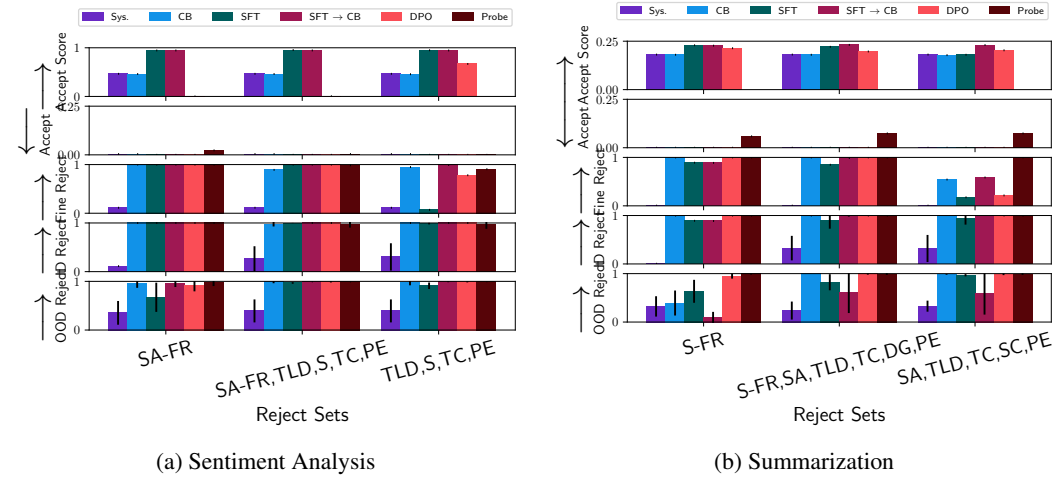 Sys. CB SFT SFT → CB DPO Probe
Accept Score
1
0
Accept
0.25
0.00
Fine Reject
1
0
ID Reject
1
0
OOD Reject
1
0
SA-FR
SA-FR,TLD,S,TC,PE
TLD,S,TC,PE
Reject Sets
(a) Sentiment Analysis
Sys. CB SFT SFT → CB DPO Probe
Accept Score
0.25
0.00
Accept
0.25
0.00
Fine Reject
1
0
ID Reject
1
0
OOD Reject
1
0
S-FR
S-FR,SA,TLD,TC,DG,PE
SA,TLD,TC,SC,PE
Reject Sets
(b) Summarization